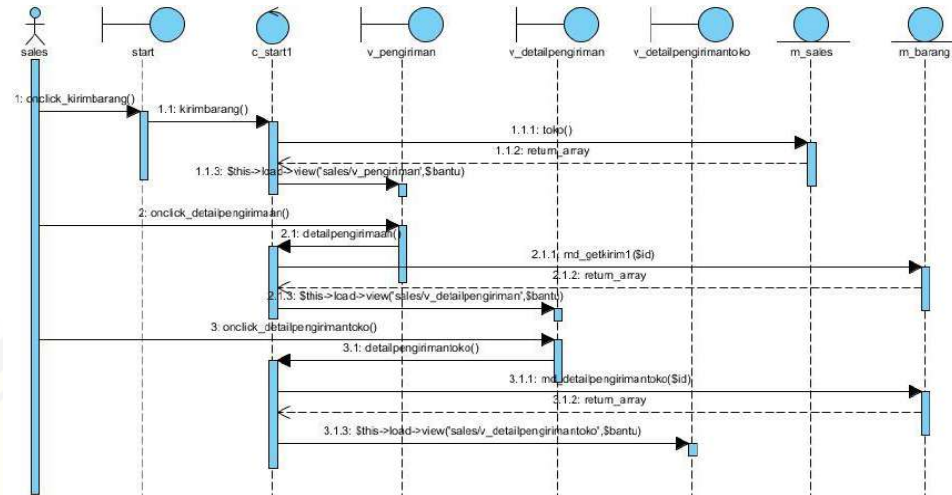 sales
start
c_start1
v_pengiriman
v_detailpengiriman
v_detailpengirimantoko
m_sales
m_barang
1: onclick_kirimbarang()
1.1: kirimbarang()
1.1.1: toko()
1.1.2: return_array
1.1.3: $this->load->view('sales/v_pengiriman',$bantu)
2: onclick_detailpengirimaan()
2.1: detailpengirimaan()
2.1.1: md_getkirim1($id)
2.1.2: return_array
2.1.3: $this->load->view('sales/v_detailpengiriman',$bantu)
3: onclick_detailpengirimantoko()
3.1: detailpengirimantoko()
3.1.1: md_detailpengirimantoko($id)
3.1.2: return_array
3.1.3: $this->load->view('sales/v_detailpengirimantoko',$bantu)